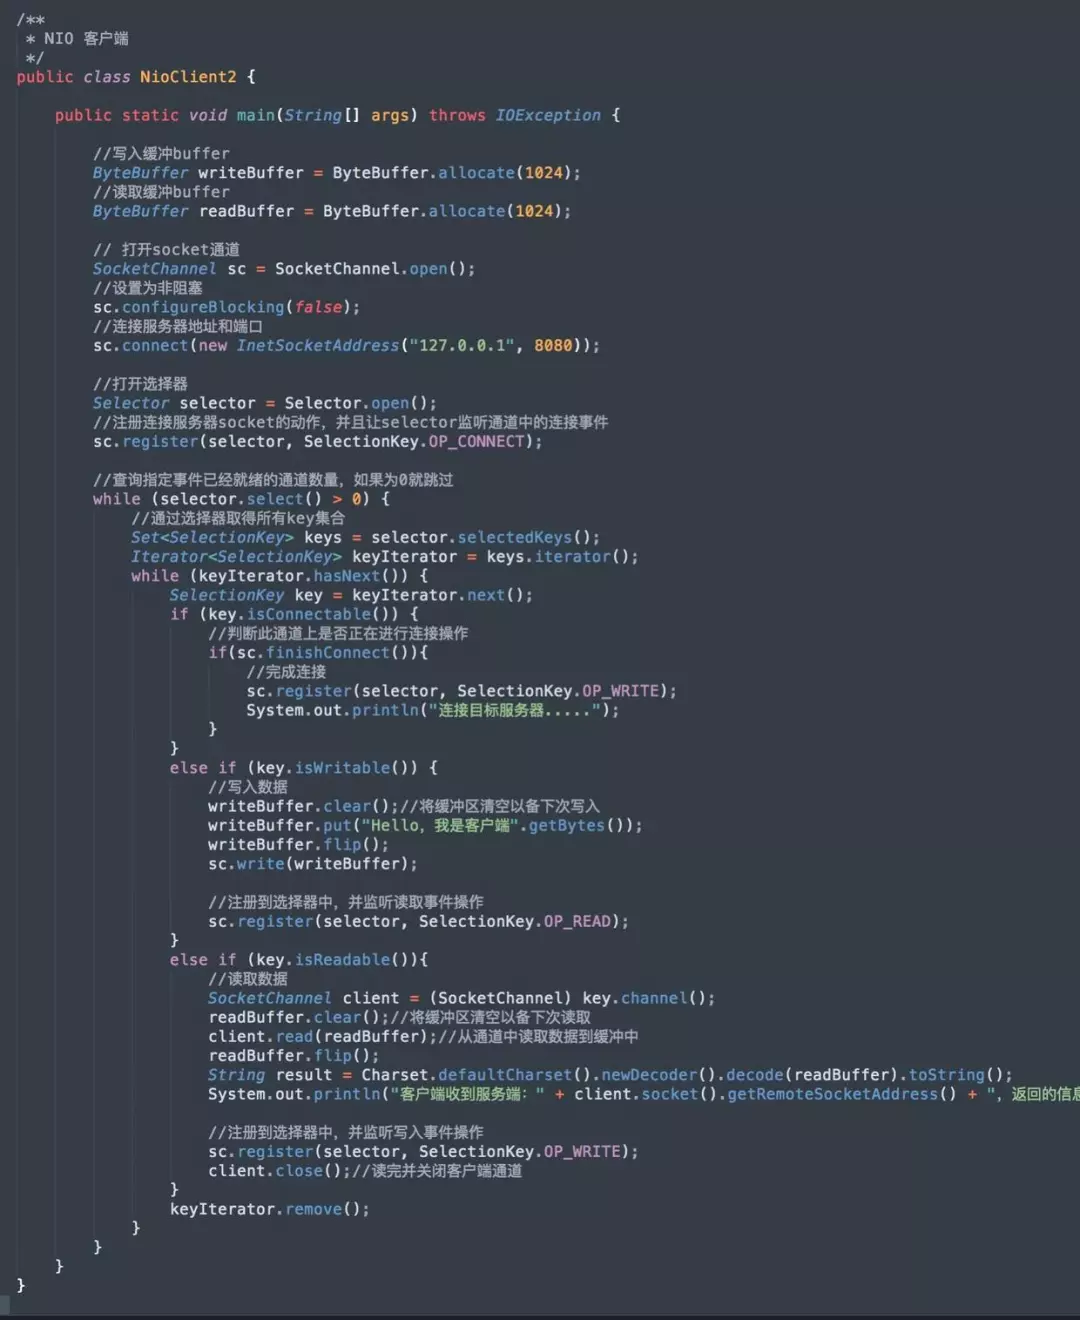 /**
 * NIO 客户端
 */
public class NioClient2 {
public static void main(String[] args) throws IOException {
//写入缓冲buffer
ByteBuffer writeBuffer = ByteBuffer.allocate(1024);
//读取缓冲buffer
ByteBuffer readBuffer = ByteBuffer.allocate(1024);
// 打开socket通道
SocketChannel sc = SocketChannel.open();
//设置为非阻塞
sc.configureBlocking(false);
//连接服务器地址和端口
sc.connect(new InetSocketAddress("127.0.0.1", 8080));
//打开选择器
Selector selector = Selector.open();
//注册连接服务器socket的动作，并且让selector监听通道中的连接事件
sc.register(selector, SelectionKey.OP_CONNECT);
//查询指定事件已经就绪的通道数量，如果为0就跳过
while (selector.select() > 0) {
//通过选择器取得所有key集合
Set<SelectionKey> keys = selector.selectedKeys();
Iterator<SelectionKey> keyIterator = keys.iterator();
while (keyIterator.hasNext()) {
SelectionKey key = keyIterator.next();
if (key.isConnectable()) {
//判断此通道上是否正在进行连接操作
if(sc.finishConnect()){
//完成连接
sc.register(selector, SelectionKey.OP_WRITE);
System.out.println("连接目标服务器.....");
}
}
else if (key.isWritable()) {
//写入数据
writeBuffer.clear();//将缓冲区清空以备下次写入
writeBuffer.put("Hello，我是客户端".getBytes());
writeBuffer.flip();
sc.write(writeBuffer);
//注册到选择器中，并监听读取事件操作
sc.register(selector, SelectionKey.OP_READ);
}
else if (key.isReadable()){
//读取数据
SocketChannel client = (SocketChannel) key.channel();
readBuffer.clear();//将缓冲区清空以备下次读取
client.read(readBuffer);//从通道中读取数据到缓冲中
readBuffer.flip();
String result = Charset.defaultCharset().newDecoder().decode(readBuffer).toString();
System.out.println("客户端收到服务端：" + client.socket().getRemoteSocketAddress() + "，返回的信息
//注册到选择器中，并监听写入事件操作
sc.register(selector, SelectionKey.OP_WRITE);
client.close();//读完并关闭客户端通道
}
keyIterator.remove();
}
}
}
}